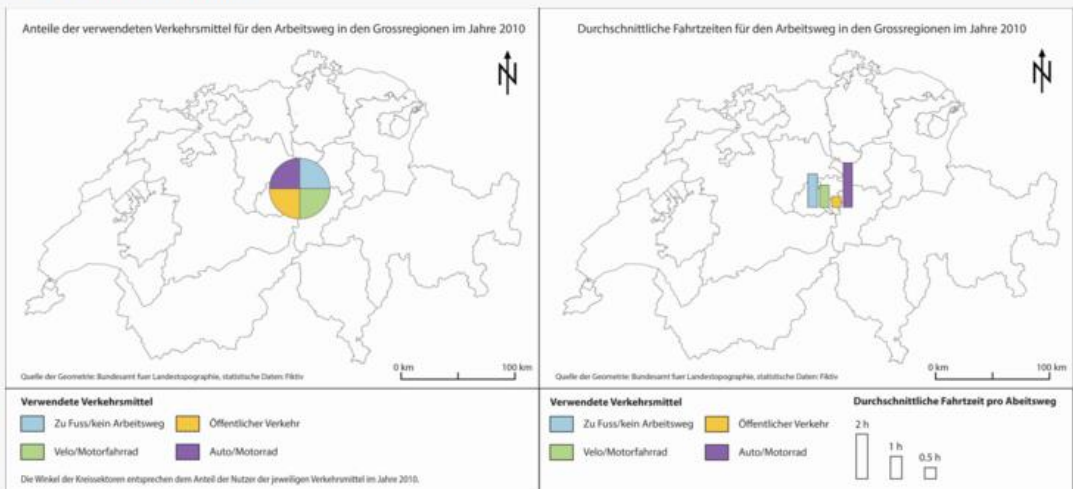 Anteile der verwendeten Verkehrsmittel für den Arbeitsweg in den Grossregionen im Jahre 2010
N
0 km
100 km
Quelle der Geometrie: Bundesamt fuer Landestopographie, statistische Daten: Fiktiv
Verwendete Verkehrsmittel
Zu Fuss/kein Arbeitsweg
Öffentlicher Verkehr
Velo/Motorfahrrad
Auto/Motorrad
Die Winkel der Kreissektoren entsprechen dem Anteil der Nutzer der jeweiligen Verkehrsmittel im Jahre 2010.
Durchschnittliche Fahrtzeiten für den Arbeitsweg in den Grossregionen im Jahre 2010
N
0 km
100 km
Quelle der Geometrie: Bundesamt fuer Landestopographie, statistische Daten: Fiktiv
Verwendete Verkehrsmittel
Zu Fuss/kein Arbeitsweg
Öffentlicher Verkehr
Velo/Motorfahrrad
Auto/Motorrad
Durchschnittliche Fahrtzeit pro Abeitsweg
2 h
1 h
0.5 h